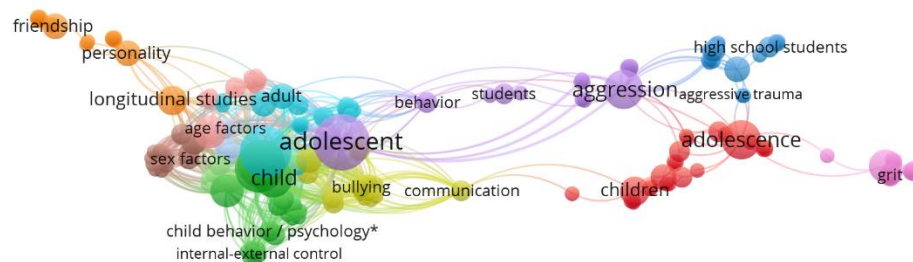 friendship
personality
high school students
longitudinal studies
adult
behavior
students
aggression
aggressive trauma
age factors
sex factors
adolescent
adolescence
child
bullying
communication
children
grit
child behavior / psychology*
internal-external control